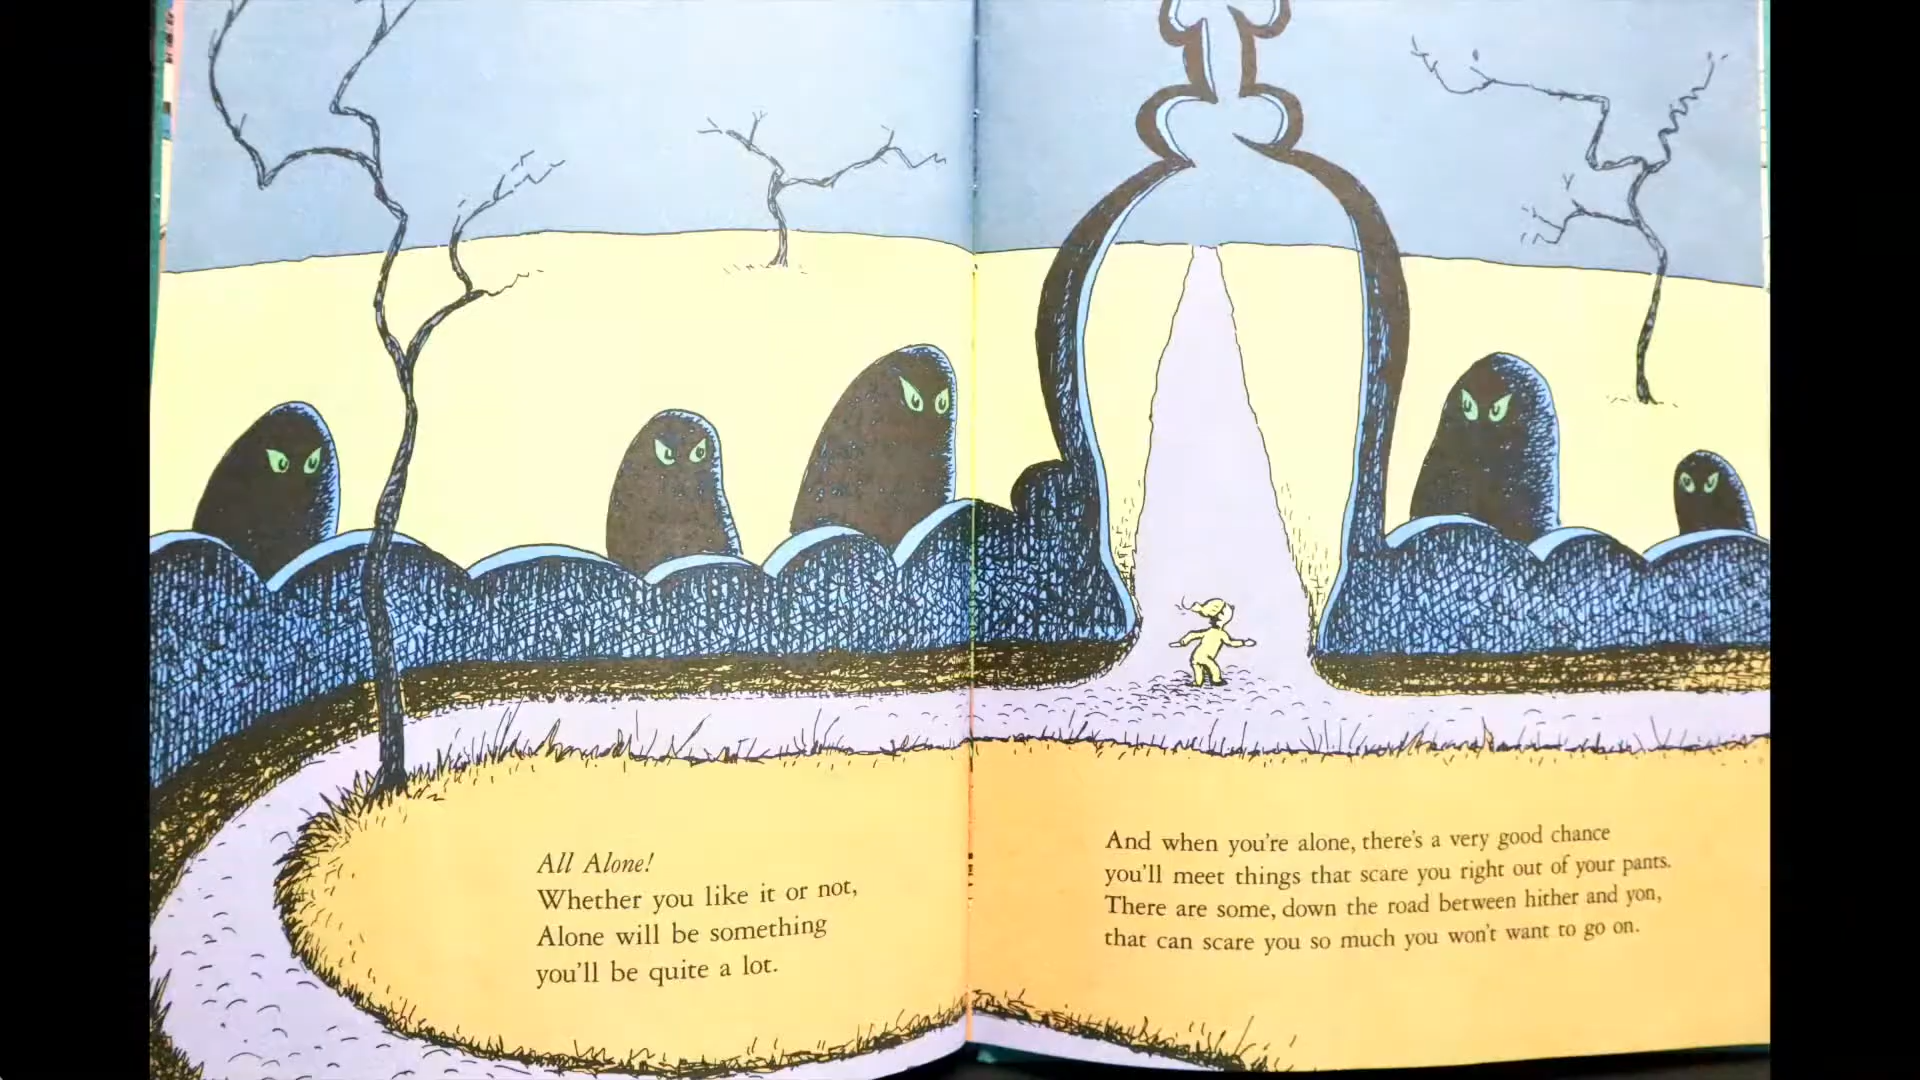 All Alone!
Whether you like it or not,
Alone will be something
you'll be quite a lot.
And when you're alone, there's a very good chance
you'll meet things that scare you right out of your pants.
There are some, down the road between hither and yon,
that can scare you so much you won't want to go on.